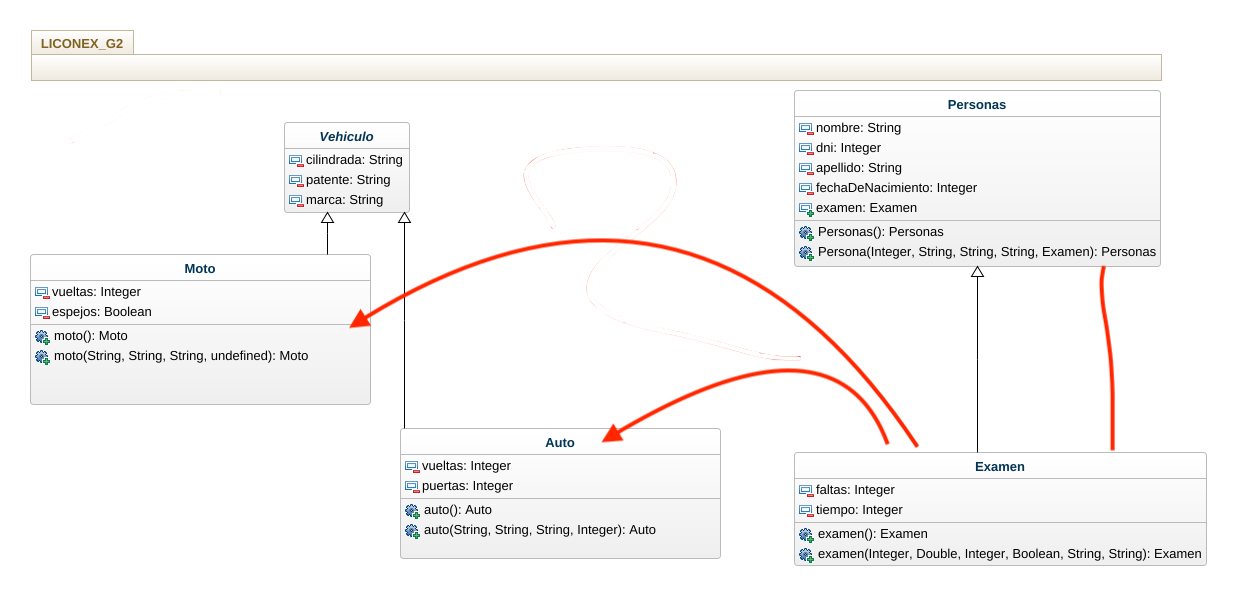 LICONEX_G2
Vehiculo
cilindrada: String
patente: String
marca: String
Personas
nombre: String
dni: Integer
apellido: String
fechaDeNacimiento: Integer
examen: Examen
Personas(): Personas
Persona(Integer, String, String, String, Examen): Personas
Moto
vueltas: Integer
espejos: Boolean
moto(): Moto
moto(String, String, String, undefined): Moto
Auto
vueltas: Integer
puertas: Integer
auto(): Auto
auto(String, String, String, Integer): Auto
Examen
faltas: Integer
tiempo: Integer
examen(): Examen
examen(Integer, Double, Integer, Boolean, String, String): Examen